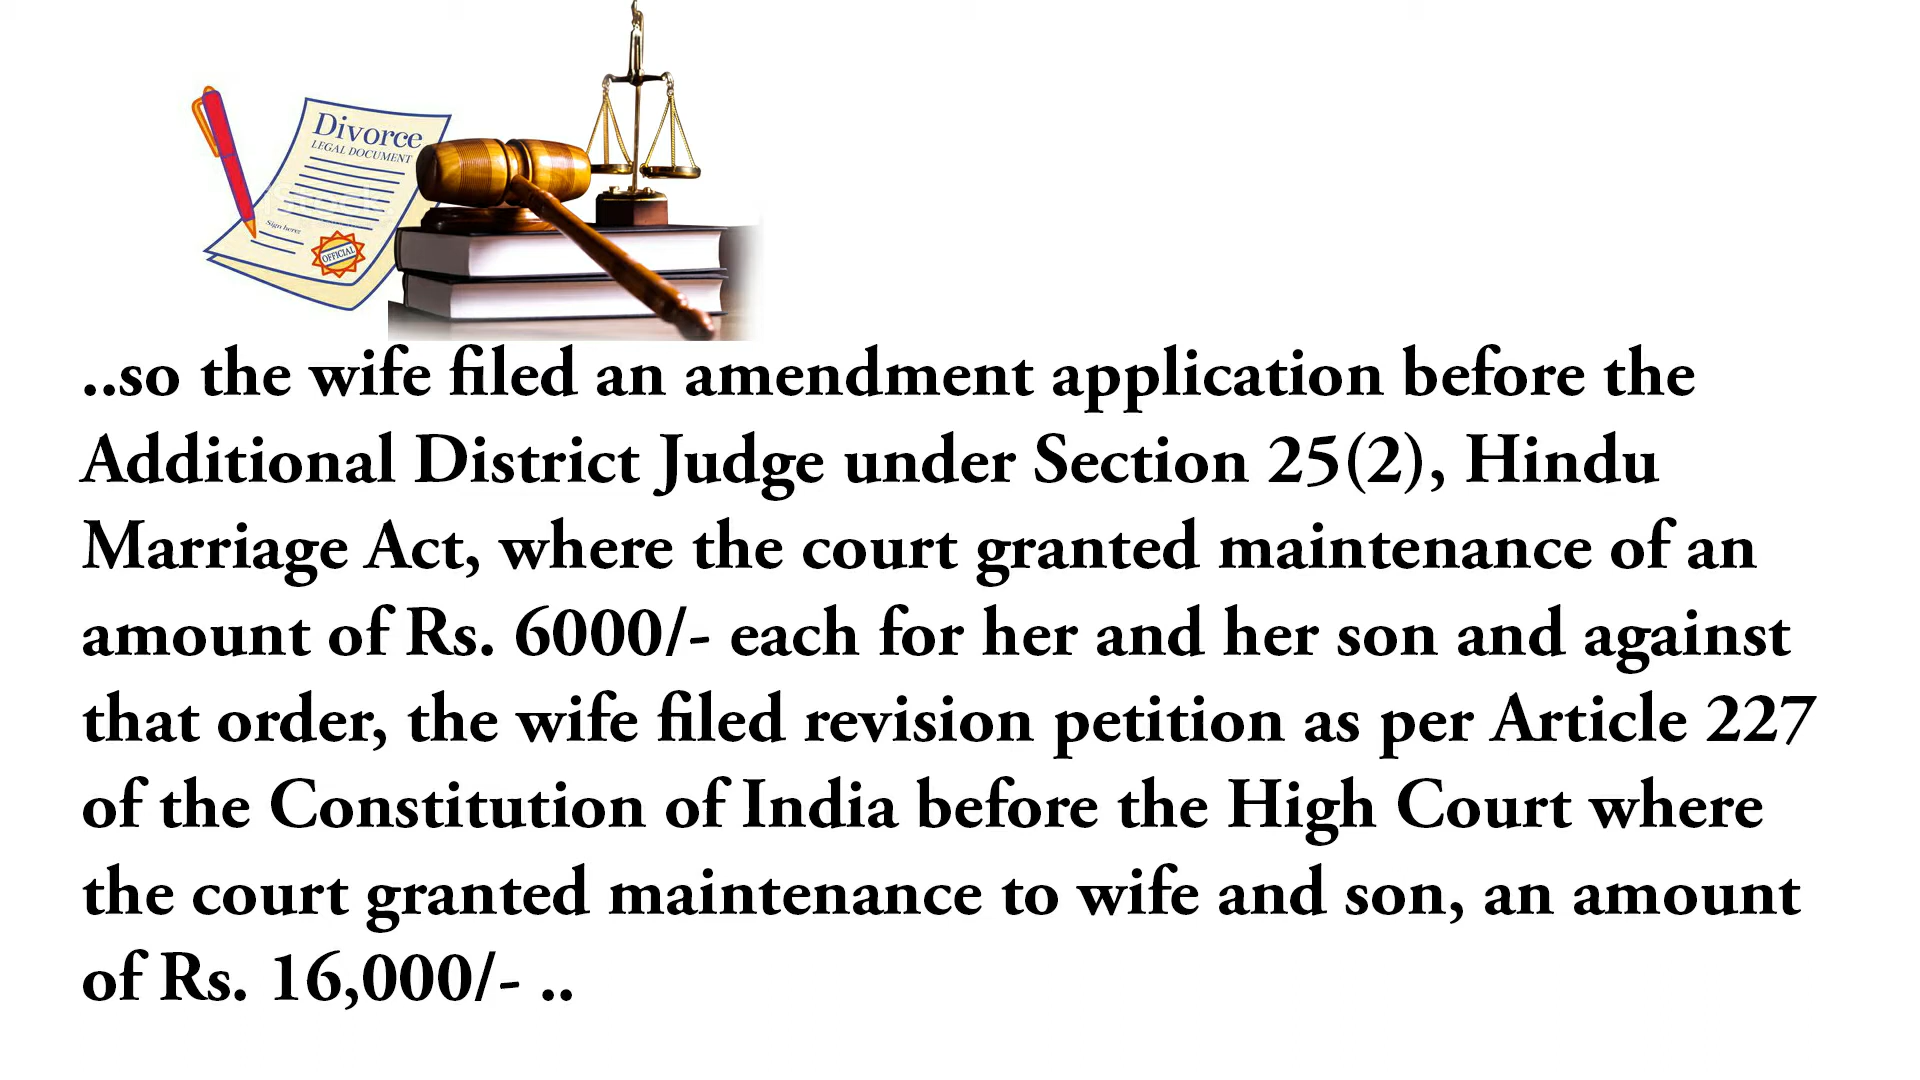 Divorce
LEGAL DOCUMENT
Sign here:
OFFICIAL
..so the wife filed an amendment application before the
Additional District Judge under Section 25(2), Hindu
Marriage Act, where the court granted maintenance of an
amount of Rs. 6000/- each for her and her son and against
that order, the wife filed revision petition as per Article 227
of the Constitution of India before the High Court where
the court granted maintenance to wife and son, an amount
of Rs. 16,000/- ..